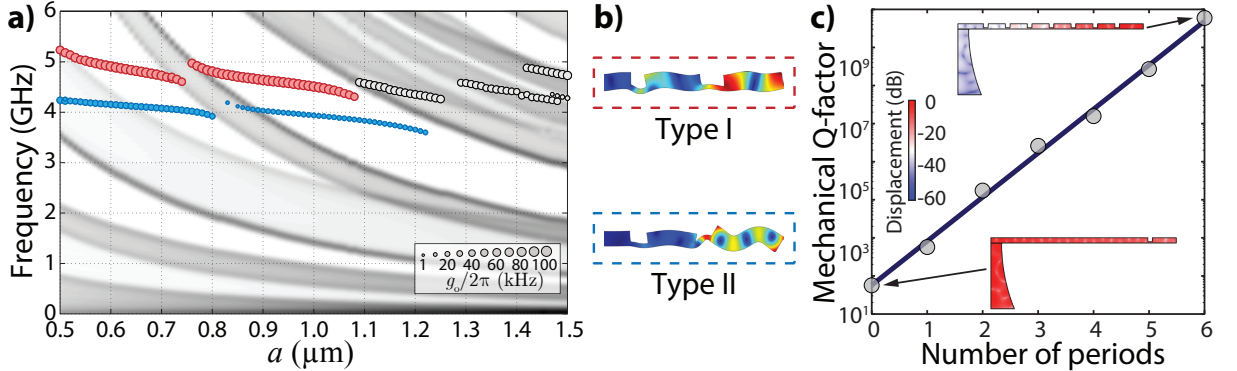 a)
Frequency (GHz)
6
5
4
3
2
1
0
0.5 0.6 0.7 0.8 0.9 1.0 1.1 1.2 1.3 1.4 1.5
a (μm)
1 20 40 60 80 100
g₀/2π (kHz)
b)
Type I
Type II
c)
Mechanical Q-factor
10⁹
10⁷
10⁵
10³
10¹
0 1 2 3 4 5 6
Number of periods
Displacement (dB)
0
-20
-40
-60